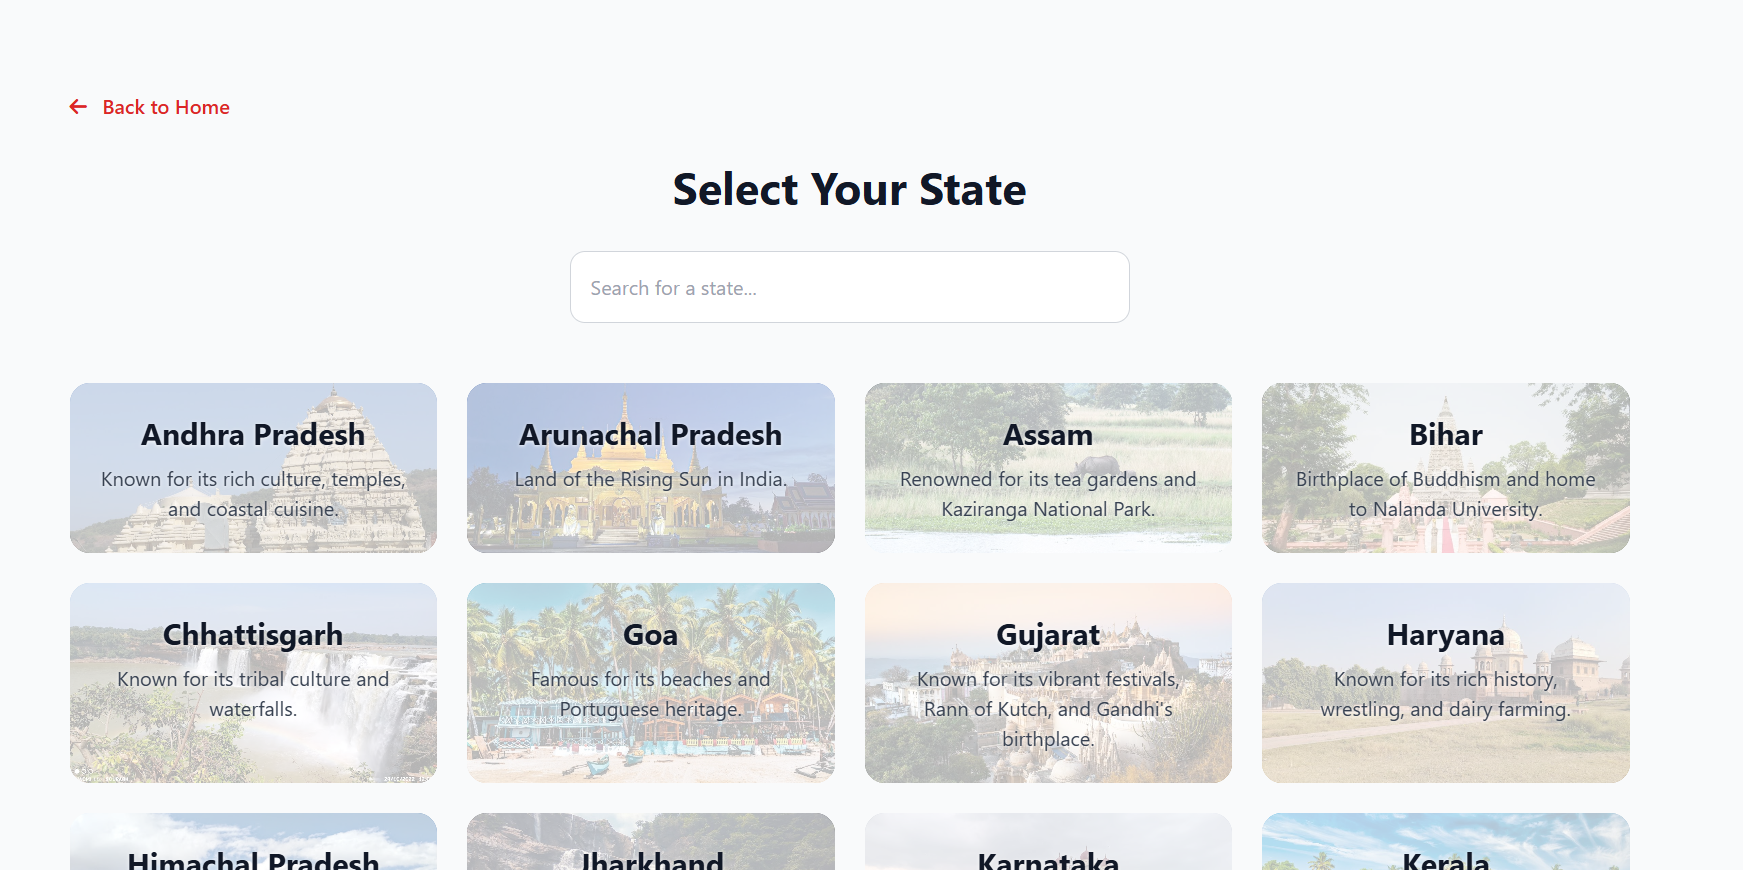 Back to Home
Select Your State
Search for a state...
Andhra Pradesh
Known for its rich culture, temples,
and coastal cuisine.
Arunachal Pradesh
Land of the Rising Sun in India.
Assam
Renowned for its tea gardens and
Kaziranga National Park.
Bihar
Birthplace of Buddhism and home
to Nalanda University.
Chhattisgarh
Known for its tribal culture and
waterfalls.
Goa
Famous for its beaches and
Portuguese heritage.
Gujarat
Known for its vibrant festivals,
Rann of Kutch, and Gandhi's
birthplace.
Haryana
Known for its rich history,
wrestling, and dairy farming.
Himachal Pradesh
Jharkhand
Karnataka
Kerala